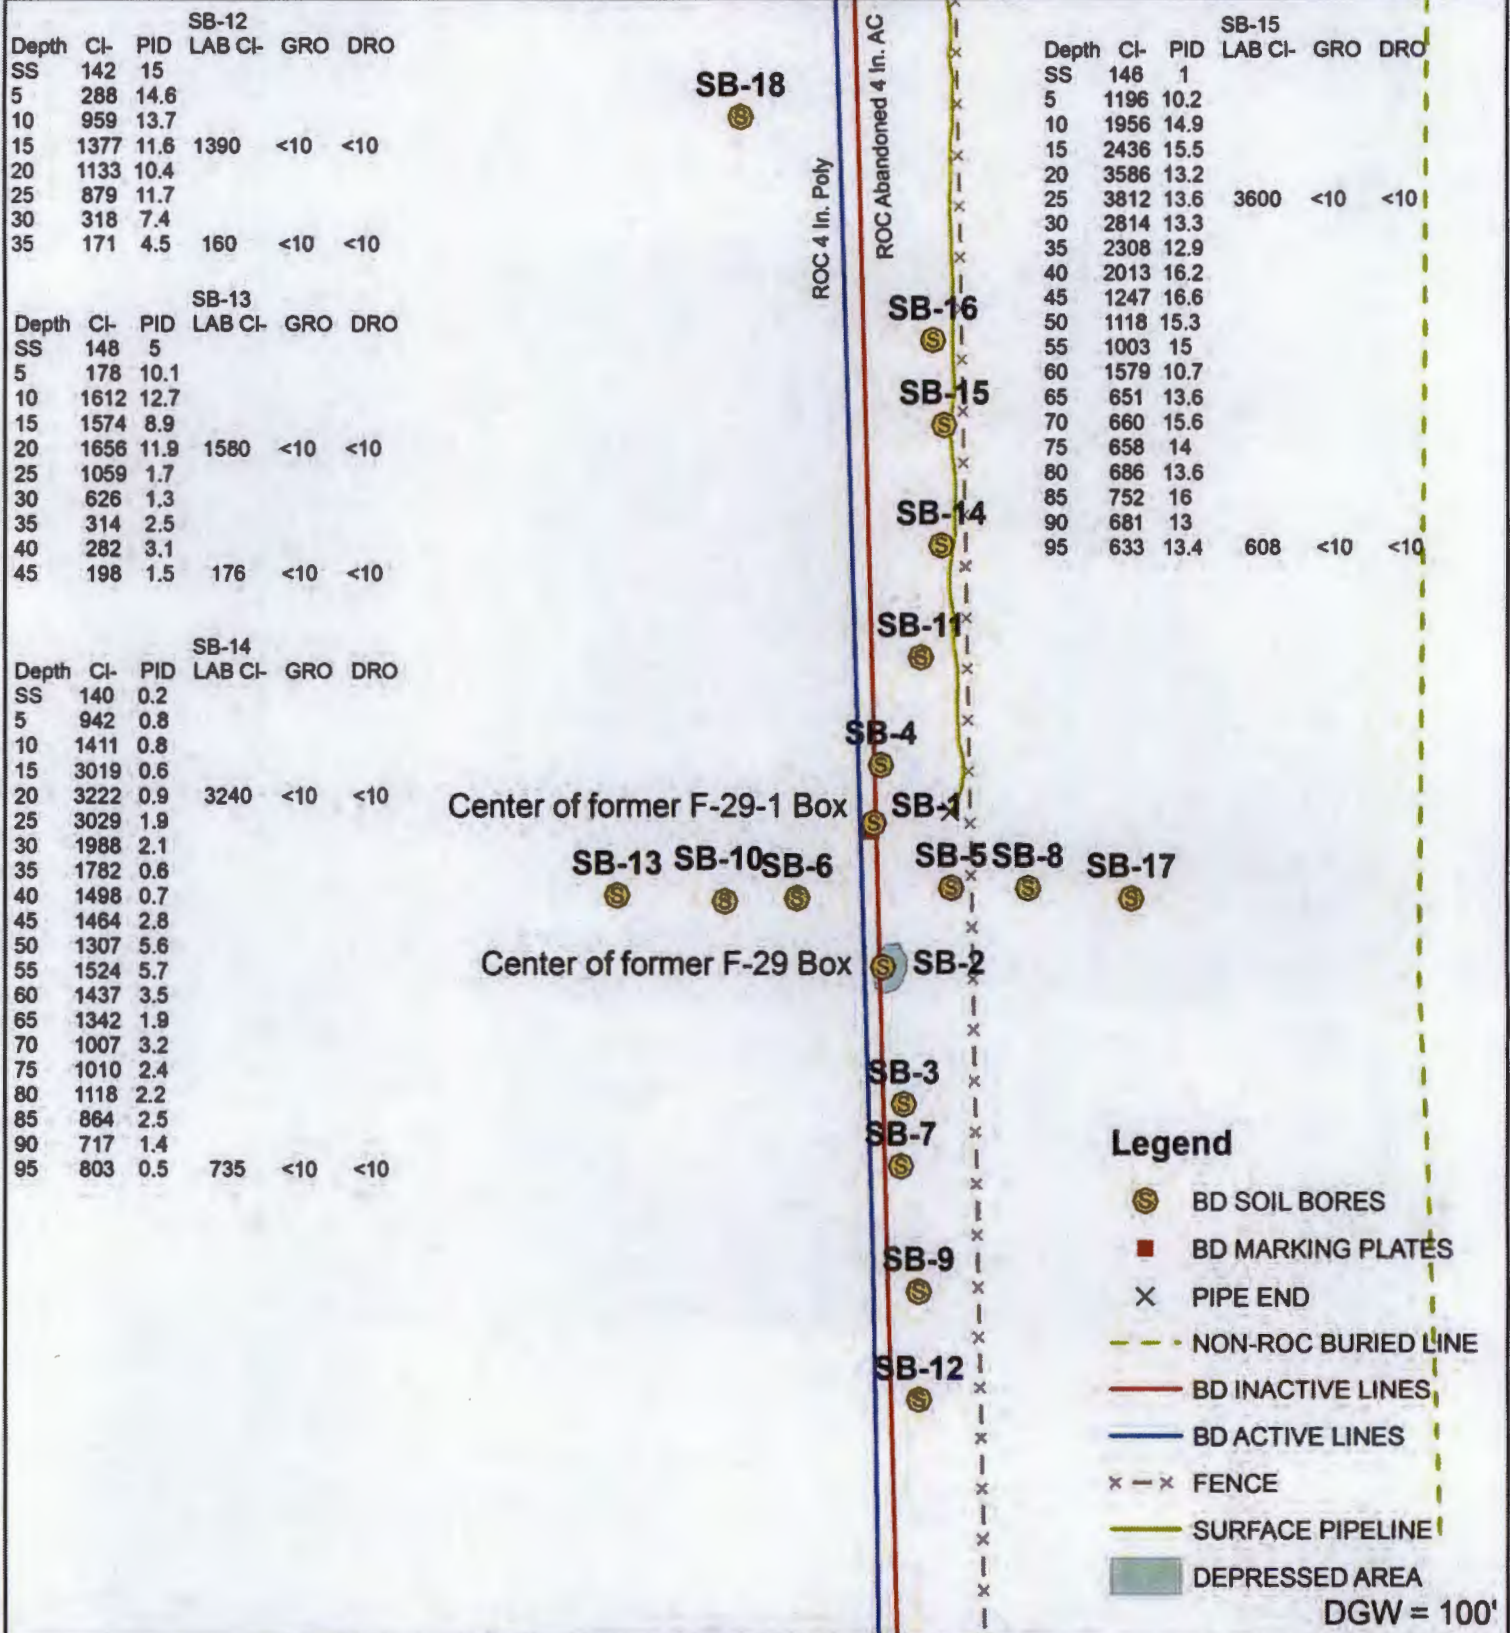 SB-12
Depth Cl- PID LAB Cl- GRO DRO
SS 142 15
5 288 14.6
10 959 13.7
15 1377 11.6 1390 <10 <10
20 1133 10.4
25 879 11.7
30 318 7.4
35 171 4.5 160 <10 <10
SB-13
Depth Cl- PID LAB Cl- GRO DRO
SS 148 5
5 178 10.1
10 1612 12.7
15 1574 8.9
20 1656 11.9 1580 <10 <10
25 1059 1.7
30 626 1.3
35 314 2.5
40 282 3.1
45 198 1.5 176 <10 <10
SB-14
Depth Cl- PID LAB Cl- GRO DRO
SS 140 0.2
5 942 0.8
10 1411 0.8
15 3019 0.6
20 3222 0.9 3240 <10 <10
25 3029 1.9
30 1988 2.1
35 1782 0.6
40 1498 0.7
45 1464 2.8
50 1307 5.6
55 1524 5.7
60 1437 3.5
65 1342 1.9
70 1007 3.2
75 1010 2.4
80 1118 2.2
85 864 2.5
90 717 1.4
95 803 0.5 735 <10 <10
SB-15
Depth Cl- PID LAB Cl- GRO DRO
SS 146 1
5 1196 10.2
10 1956 14.9
15 2436 15.5
20 3586 13.2
25 3812 13.6 3600 <10 <10
30 2814 13.3
35 2308 12.9
40 2013 16.2
45 1247 16.6
50 1118 15.3
55 1003 15
60 1579 10.7
65 651 13.6
70 660 15.6
75 658 14
80 686 13.6
85 752 16
90 681 13
95 633 13.4 608 <10 <10
ROC 4 In. Poly
ROC Abandoned 4 In. AC
SB-18
SB-16
SB-15
SB-14
SB-11
SB-4
Center of former F-29-1 Box SB-1
SB-13 SB-10 SB-6 SB-5 SB-8 SB-17
Center of former F-29 Box SB-2
SB-3
SB-7
SB-9
SB-12
Legend
S BD SOIL BORES
BD MARKING PLATES
PIPE END
NON-ROC BURIED LINE
BD INACTIVE LINES
BD ACTIVE LINES
FENCE
SURFACE PIPELINE
DEPRESSED AREA
DGW = 100'